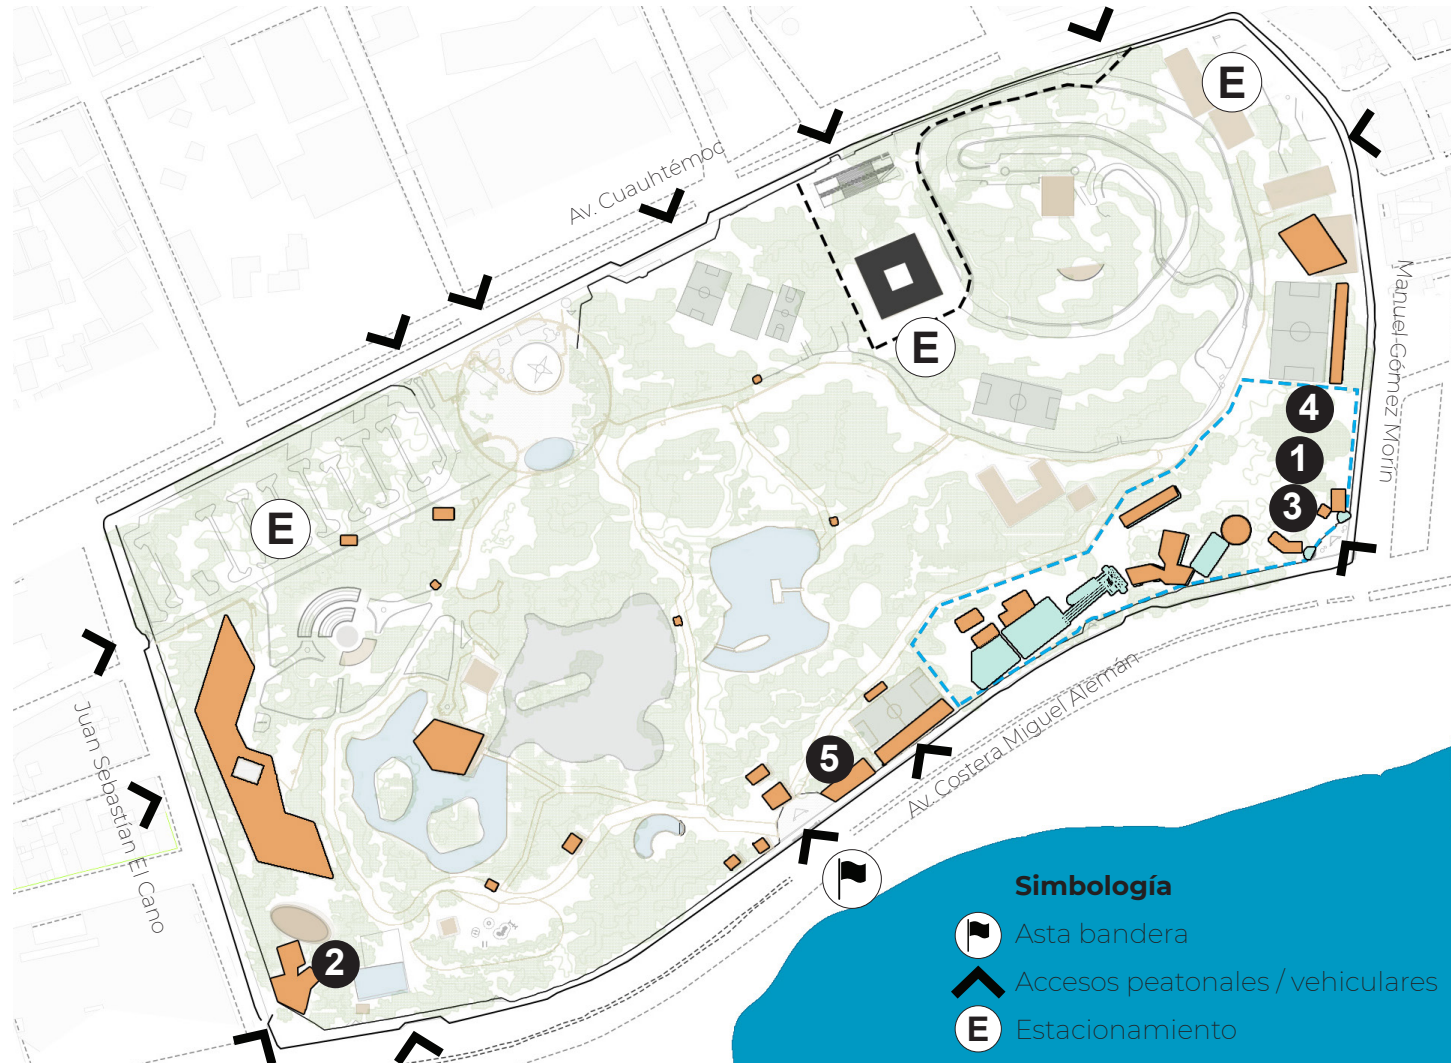 E
Av. Cuauhtémoc
E
Manuel Gómez Morín
4
1
3
E
Juan Sebastían El Cano
5
Av. Costera Miguel Alemán
2
Simbología
Asta bandera
Accesos peatonales / vehiculares
E Estacionamiento